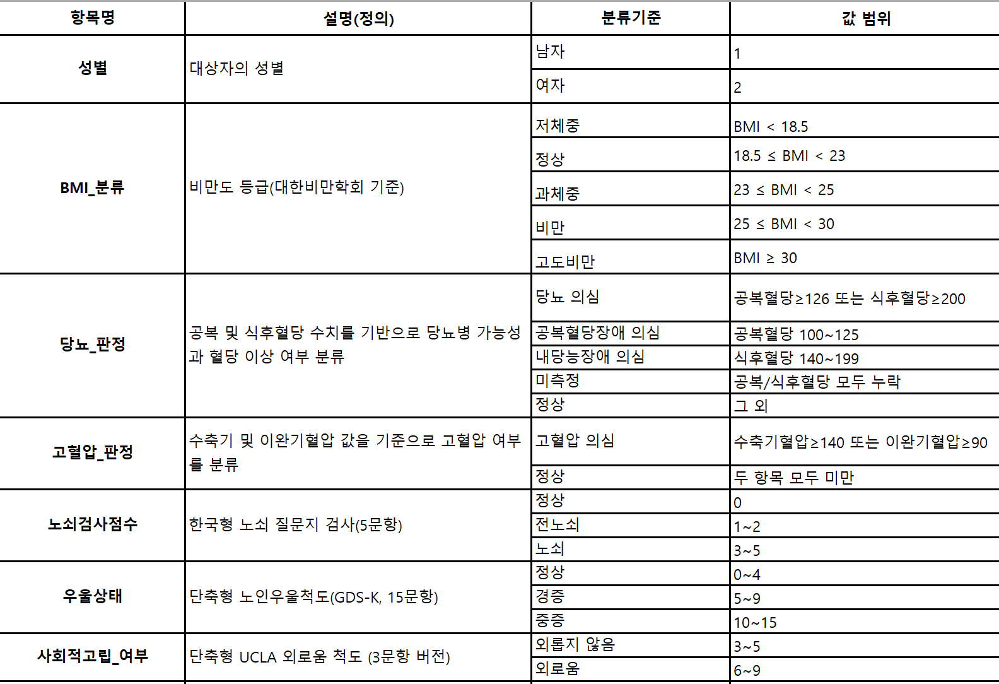 항목명 설명(정의) 분류기준 값 범위
성별 대상자의 성별 남자 1
여자 2
BMI_분류 비만도 등급(대한비만학회 기준) 저체중 BMI < 18.5
정상 18.5 ≤ BMI < 23
과체중 23 ≤ BMI < 25
비만 25 ≤ BMI < 30
고도비만 BMI ≥ 30
당뇨_판정 공복 및 식후혈당 수치를 기반으로 당뇨병 가능성
과 혈당 이상 여부 분류
당뇨 의심 공복혈당≥126 또는 식후혈당≥200
공복혈당장애 의심 공복혈당 100~125
내당능장애 의심 식후혈당 140~199
미측정 공복/식후혈당 모두 누락
정상 그 외
고혈압_판정 수축기 및 이완기혈압 값을 기준으로 고혈압 여부
를 분류
고혈압 의심 수축기혈압≥140 또는 이완기혈압≥90
정상 두 항목 모두 미만
노쇠검사점수 한국형 노쇠 질문지 검사(5문항) 정상 0
전노쇠 1~2
노쇠 3~5
우울상태 단축형 노인우울척도(GDS-K, 15문항) 정상 0~4
경증 5~9
중증 10~15
사회적고립_여부 단축형 UCLA 외로움 척도 (3문항 버전) 외롭지 않음 3~5
외로움 6~9